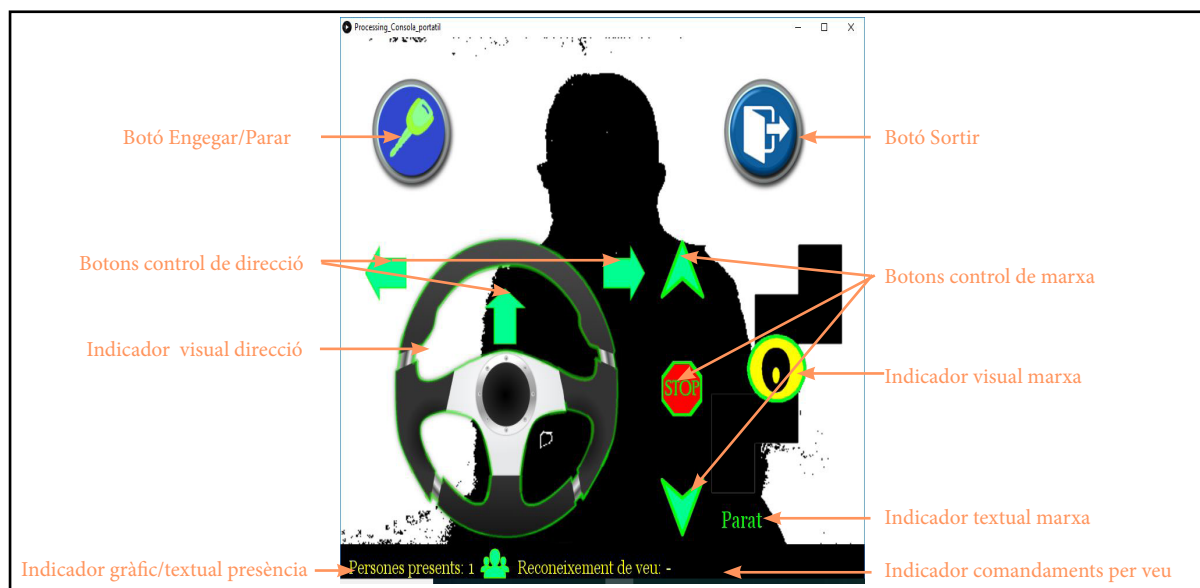 Processing_Consola_portatil
Botó Engegar/Parar
Botó Sortir
Botons control de direcció
Botons control de marxa
Indicador visual direcció
Indicador visual marxa
STOP
Parat
Indicador textual marxa
Indicador gràfic/textual presència
Persones presents: 1
Reconeixement de veu: -
Indicador comandaments per veu